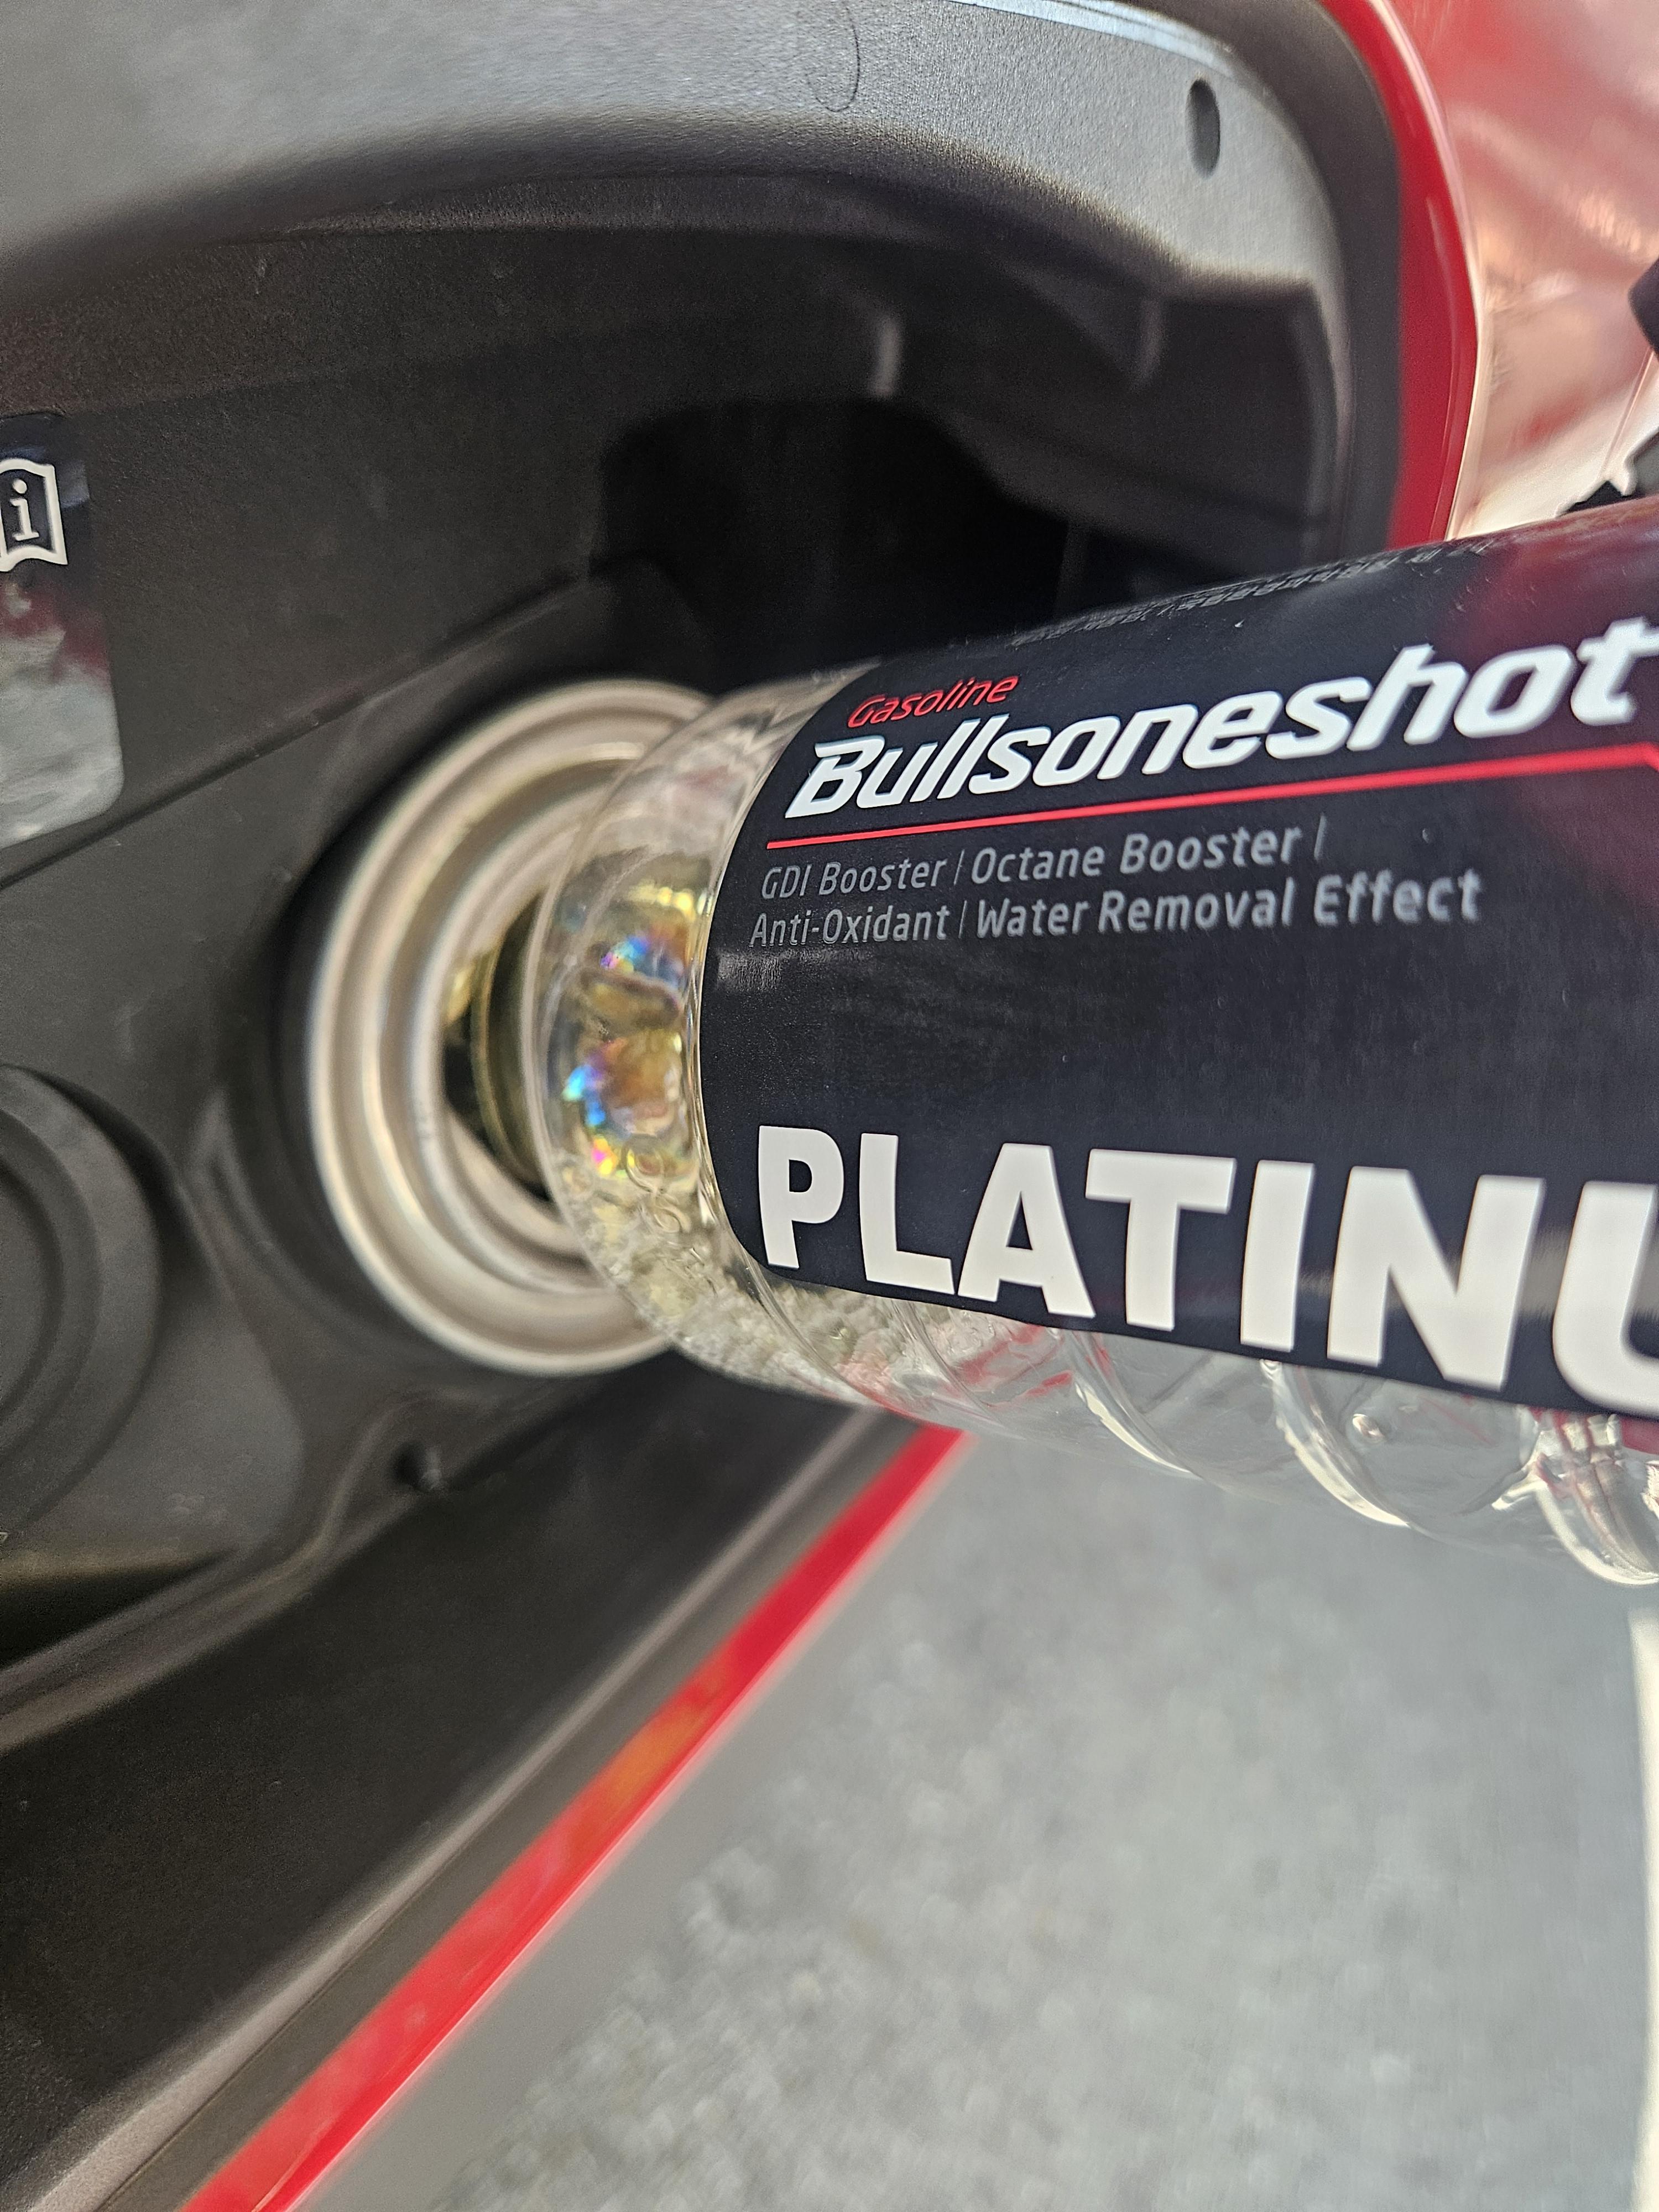 Gasoline
Bullsoneshot
GDI Booster | Octane Booster |
Anti-Oxidant | Water Removal Effect
PLATINU
i